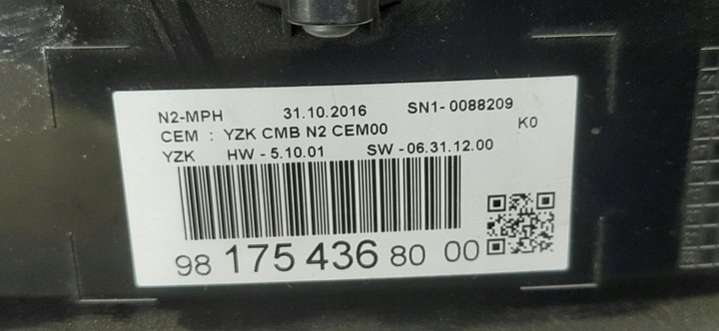 N2-MPH 31.10.2016 SN1- 0088209
CEM : YZK CMB N2 CEM00 K0
YZK HW - 5.10.01 SW - 06.31.12.00
98 175 436 80 00